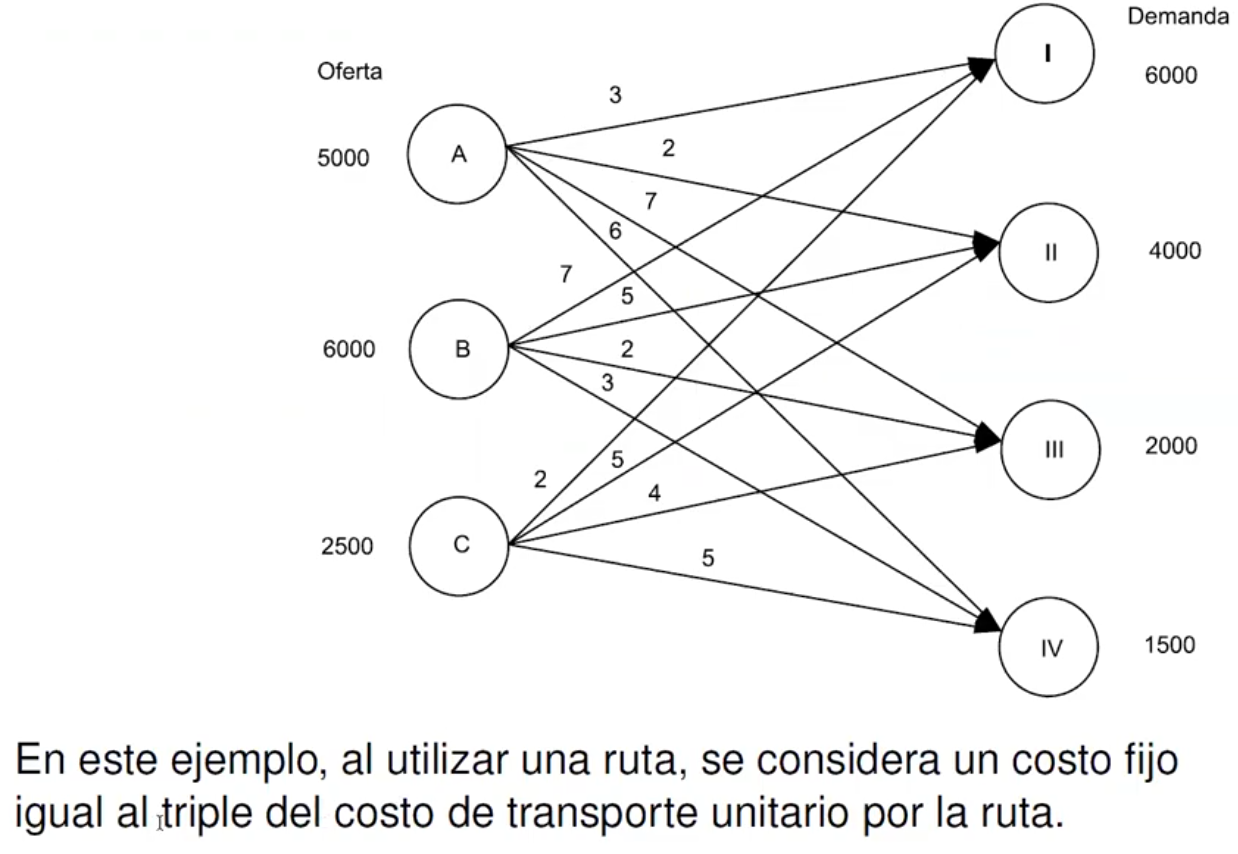 Demanda
I
6000
Oferta
3
5000
A
2
7
6
II
4000
7
5
6000
B
2
3
III
2000
5
2
4
2500
C
5
IV
1500
En este ejemplo, al utilizar una ruta, se considera un costo fijo
igual al triple del costo de transporte unitario por la ruta.